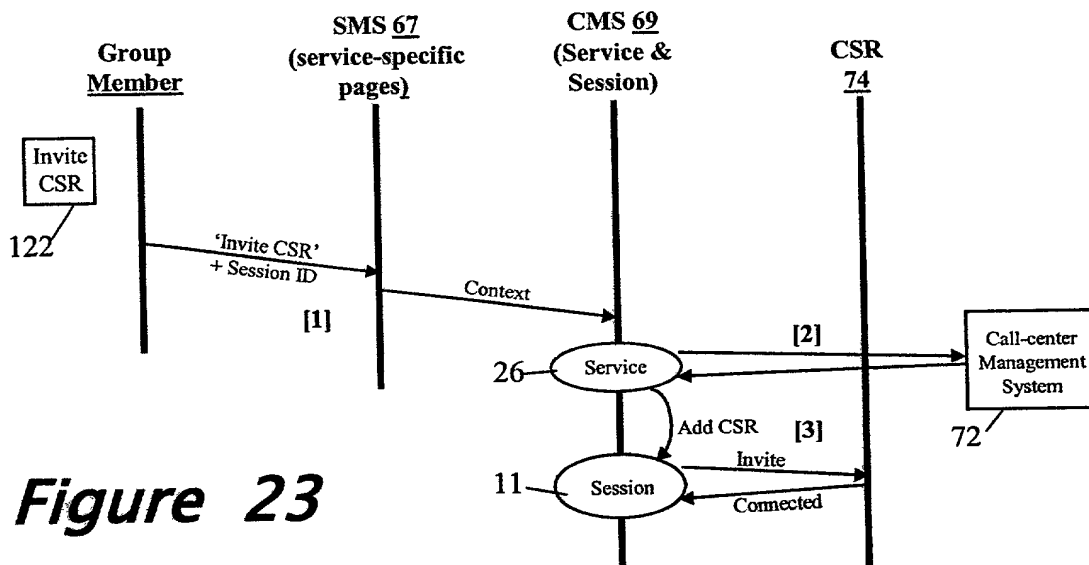 Group
Member
SMS 67
(service-specific
pages)
CMS 69
(Service &
Session)
CSR
74
Invite
CSR
122
'Invite CSR'
+ Session ID
Context
[1]
[2]
Service
26
Call-center
Management
System
72
Add CSR
[3]
Invite
Session
11
Connected
Figure 23